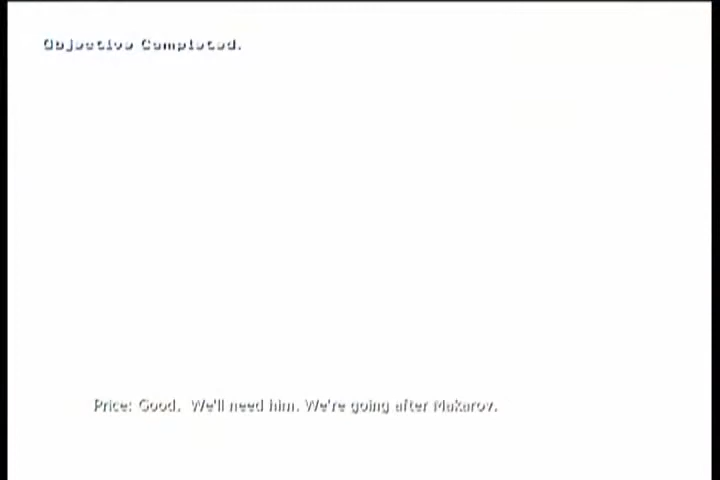 Objective Completed.
Price: Good. We'll need him. We're going after Makarov.